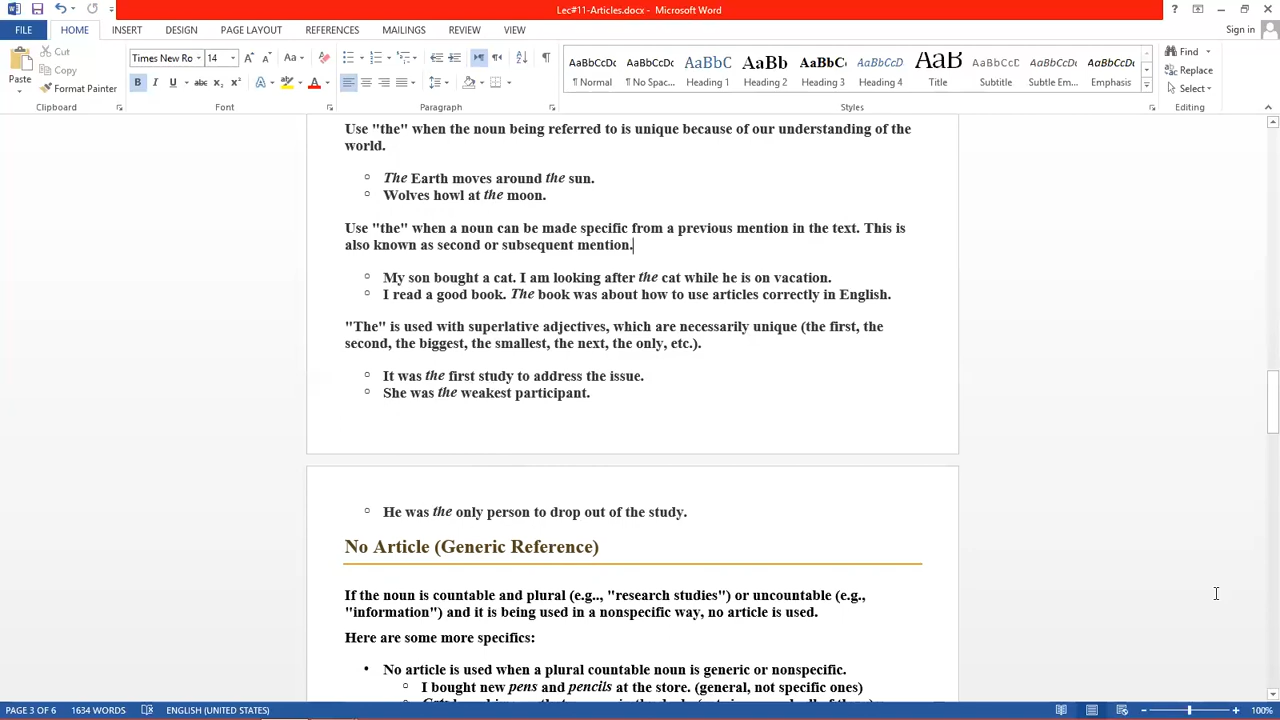 Lec#11-Articles.docx - Microsoft Word
FILE HOME INSERT DESIGN PAGE LAYOUT REFERENCES MAILINGS REVIEW VIEW Sign in
Paste Cut Copy Format Painter
Times New Ro 14
AaBbCcDc AaBbCcDc AaBbC AaBb AaBbC AaBbCcD AaB AaBbCcD AaBbCcDc AaBbCcDc
¶ Normal ¶ No Spac... Heading 1 Heading 2 Heading 3 Heading 4 Title Subtitle Subtle Em... Emphasis
Find Replace Select
Clipboard Font Paragraph Styles Editing
Use "the" when the noun being referred to is unique because of our understanding of the
world.
The Earth moves around the sun.
Wolves howl at the moon.
Use "the" when a noun can be made specific from a previous mention in the text. This is
also known as second or subsequent mention.
My son bought a cat. I am looking after the cat while he is on vacation.
I read a good book. The book was about how to use articles correctly in English.
"The" is used with superlative adjectives, which are necessarily unique (the first, the
second, the biggest, the smallest, the next, the only, etc.).
It was the first study to address the issue.
She was the weakest participant.
He was the only person to drop out of the study.
No Article (Generic Reference)
If the noun is countable and plural (e.g.., "research studies") or uncountable (e.g.,
"information") and it is being used in a nonspecific way, no article is used.
Here are some more specifics:
• No article is used when a plural countable noun is generic or nonspecific.
I bought new pens and pencils at the store. (general, not specific ones)
PAGE 3 OF 6 1634 WORDS ENGLISH (UNITED STATES) 100%